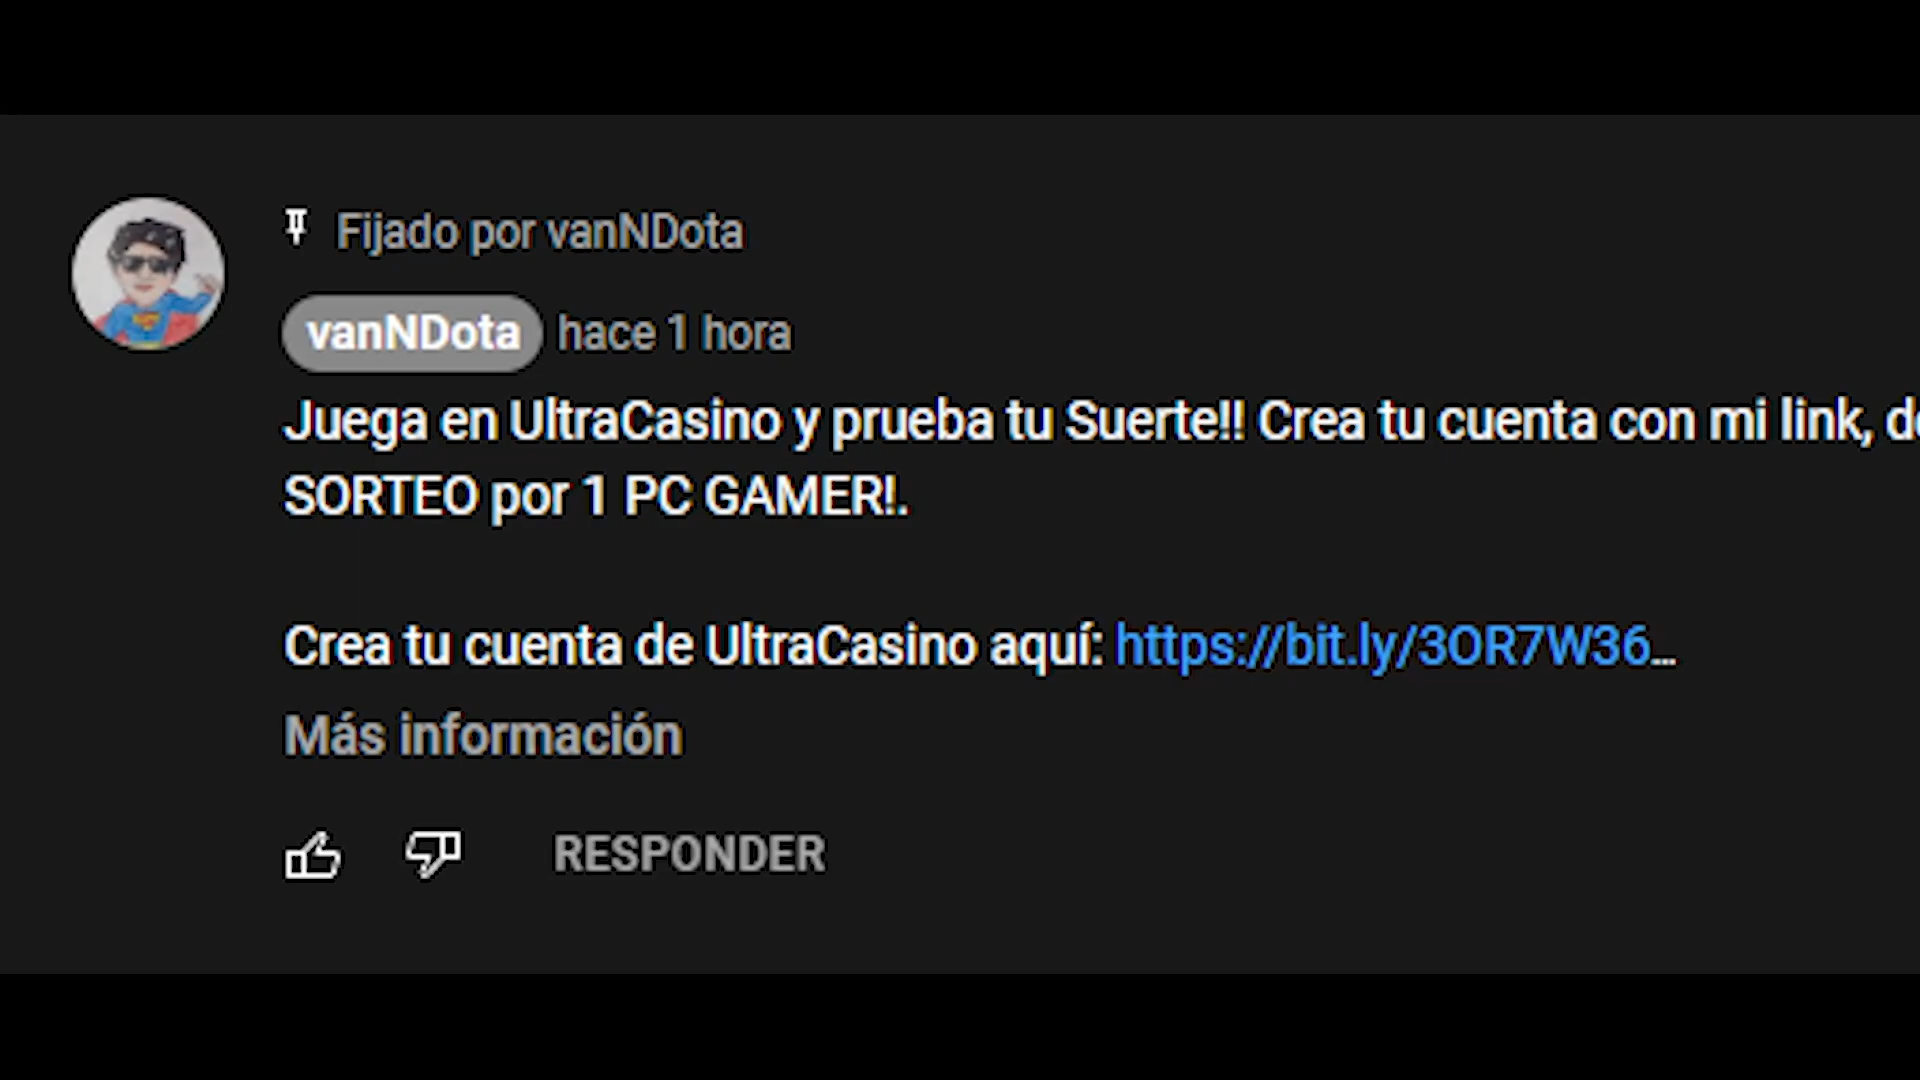 Fijado por vanNDota
vanNDota hace 1 hora
Juega en UltraCasino y prueba tu Suerte!! Crea tu cuenta con mi link,
SORTEO por 1 PC GAMER!.
Crea tu cuenta de UltraCasino aquí: https://bit.ly/3OR7W36...
Más información
RESPONDER